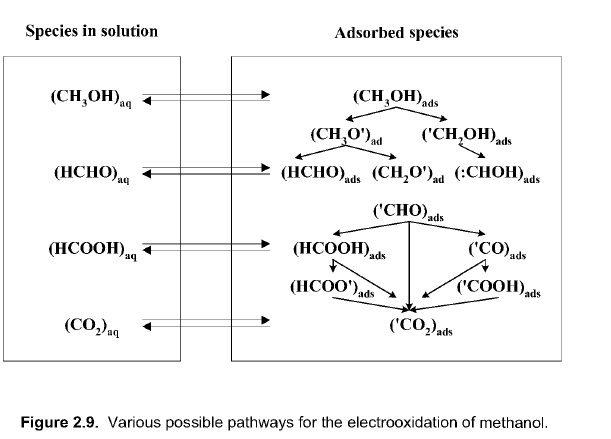 Species in solution Adsorbed species
(CH₃OH)aq (CH₃OH)ads
(CH₃O')ad ('CH₂OH)ads
(HCHO)aq (HCHO)ads (CH₂O')ad (:CHOH)ads
('CHO)ads
(HCOOH)aq (HCOOH)ads ('CO)ads
(HCOO')ads ('COOH)ads
(CO₂)aq ('CO₂)ads
Figure 2.9. Various possible pathways for the electrooxidation of methanol.